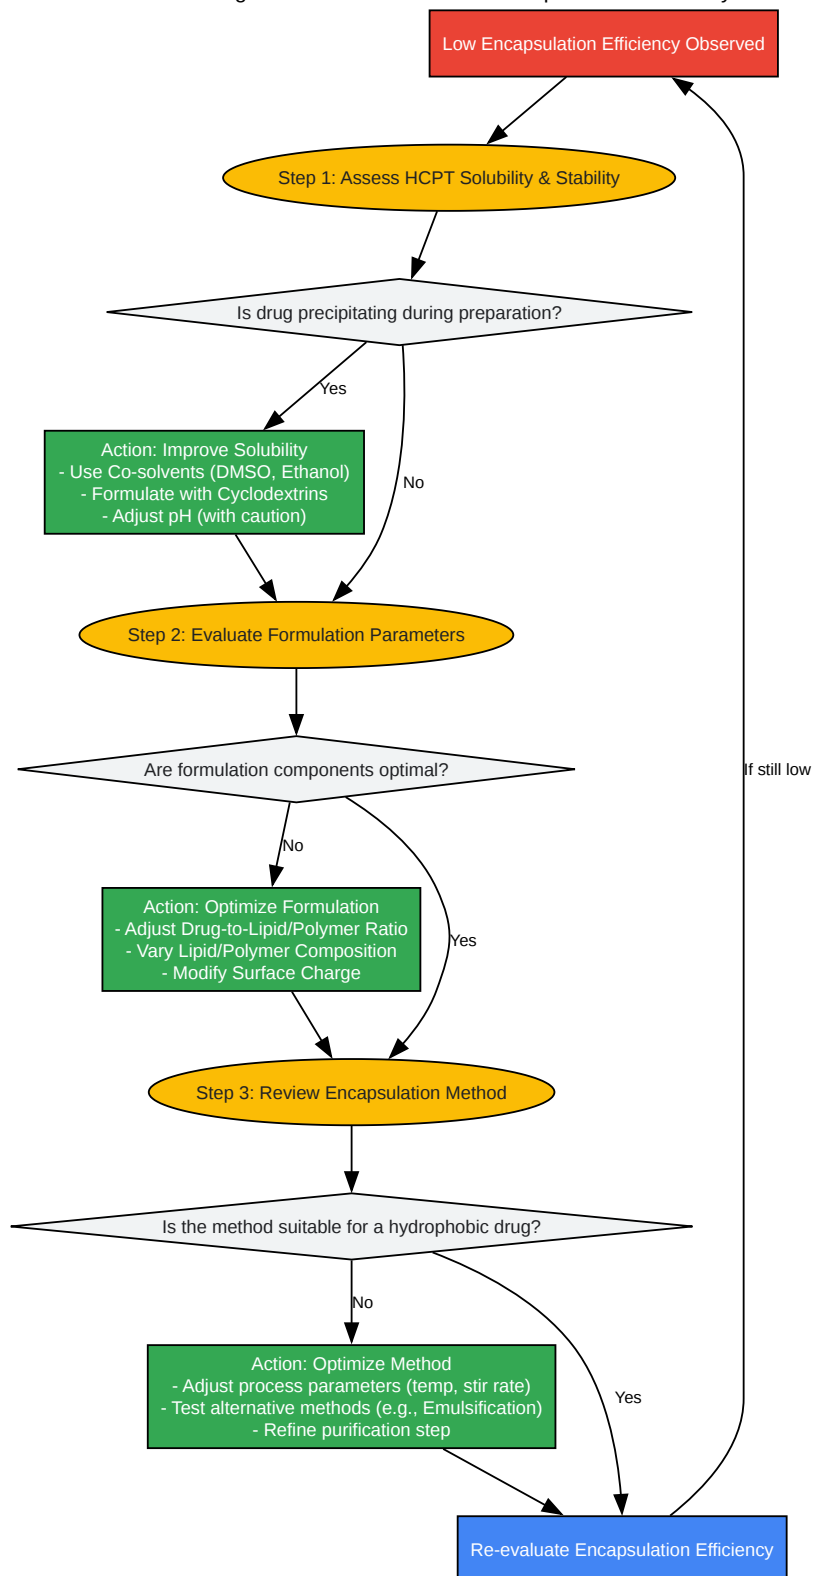 Low Encapsulation Efficiency Observed
Step 1: Assess HCPT Solubility & Stability
Is drug precipitating during preparation?
Yes
Action: Improve Solubility
- Use Co-solvents (DMSO, Ethanol)
- Formulate with Cyclodextrins
- Adjust pH (with caution)
No
Step 2: Evaluate Formulation Parameters
Are formulation components optimal?
If still low
No
Action: Optimize Formulation
- Adjust Drug-to-Lipid/Polymer Ratio
- Vary Lipid/Polymer Composition
- Modify Surface Charge
Yes
Step 3: Review Encapsulation Method
Is the method suitable for a hydrophobic drug?
No
Action: Optimize Method
- Adjust process parameters (temp, stir rate)
- Test alternative methods (e.g., Emulsification)
- Refine purification step
Yes
Re-evaluate Encapsulation Efficiency